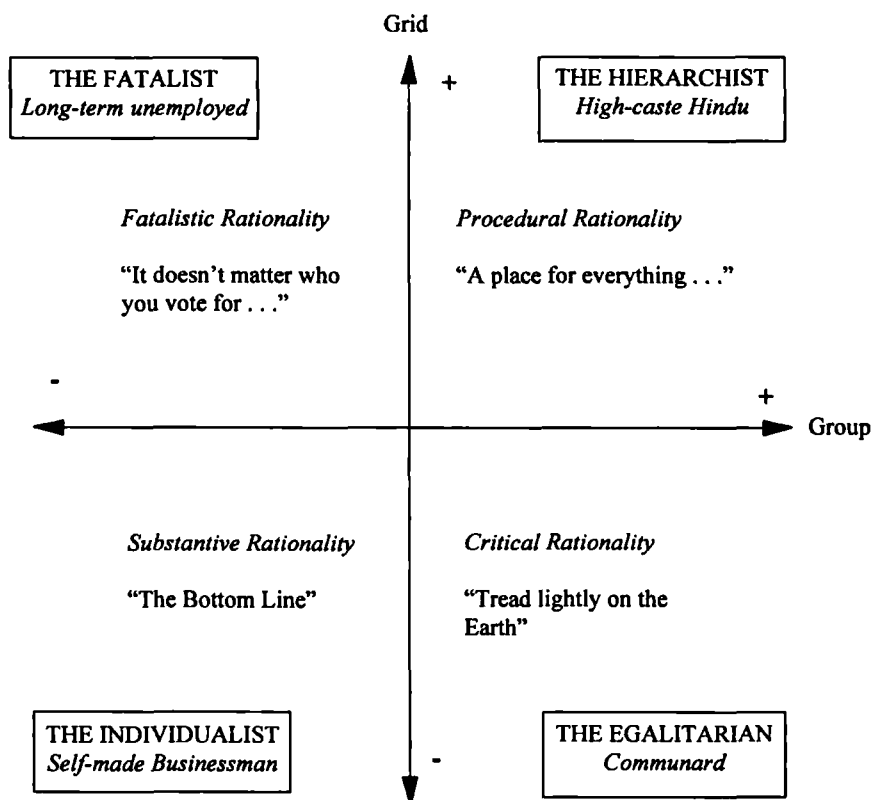 Grid
THE FATALIST
Long-term unemployed
+
THE HIERARCHIST
High-caste Hindu
Fatalistic Rationality
"It doesn't matter who
you vote for . . ."
Procedural Rationality
"A place for everything . . ."
-
+
Group
Substantive Rationality
"The Bottom Line"
Critical Rationality
"Tread lightly on the
Earth"
THE INDIVIDUALIST
Self-made Businessman
-
THE EGALITARIAN
Communard